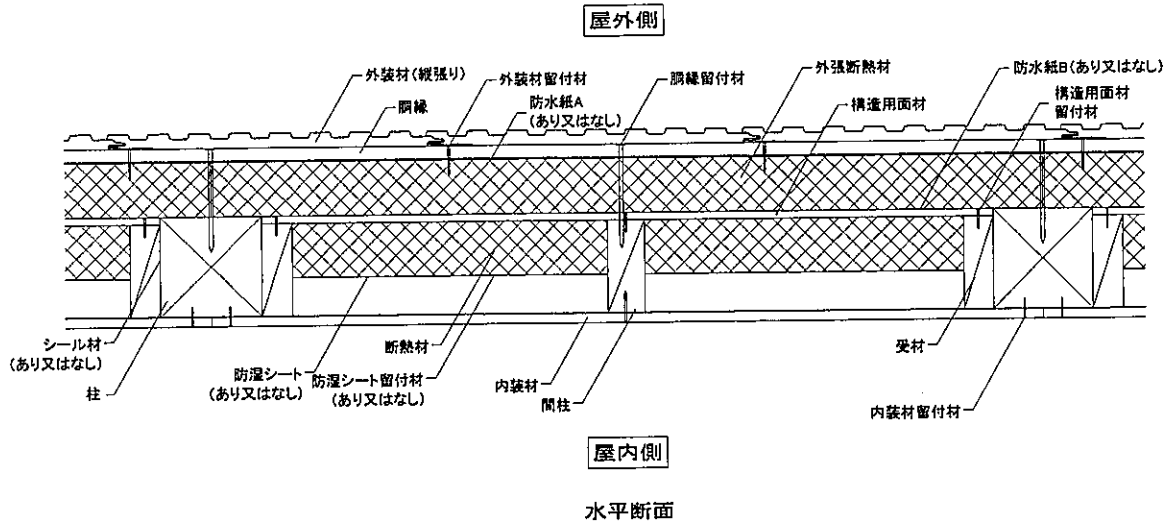 屋外側
外装材(縦張り)
外装材留付材
胴縁留付材
外張断熱材
防水紙B(あり又はなし)
胴縁
防水紙A
(あり又はなし)
構造用面材
構造用面材
留付材
シール材
(あり又はなし)
柱
防湿シート
(あり又はなし)
防湿シート留付材
(あり又はなし)
断熱材
内装材
間柱
受材
内装材留付材
屋内側
水平断面